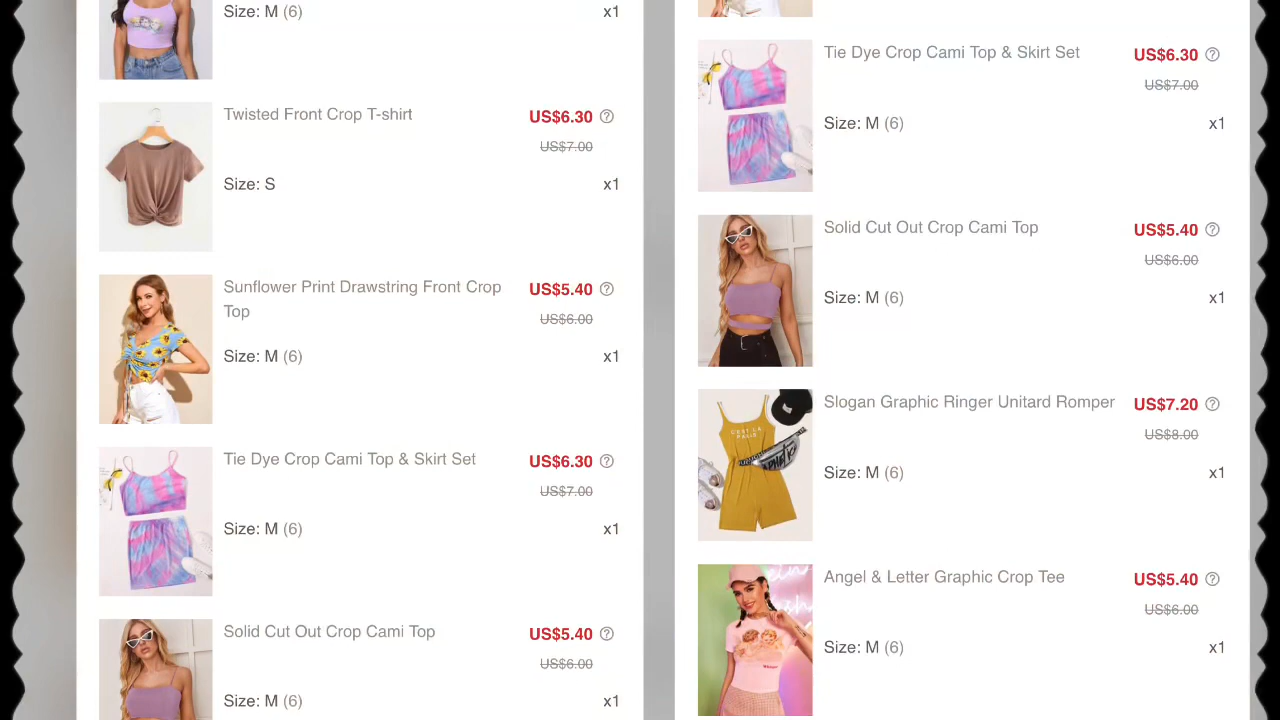 Size: M (6)
x1
Twisted Front Crop T-shirt
US$6.30
US$7.00
Size: S
x1
Sunflower Print Drawstring Front Crop
Top
US$5.40
US$6.00
Size: M (6)
x1
Tie Dye Crop Cami Top & Skirt Set
US$6.30
US$7.00
Size: M (6)
x1
Solid Cut Out Crop Cami Top
US$5.40
US$6.00
Size: M (6)
x1
Tie Dye Crop Cami Top & Skirt Set
US$6.30
US$7.00
Size: M (6)
x1
Solid Cut Out Crop Cami Top
US$5.40
US$6.00
Size: M (6)
x1
Slogan Graphic Ringer Unitard Romper
US$7.20
US$8.00
Size: M (6)
x1
Angel & Letter Graphic Crop Tee
US$5.40
US$6.00
Size: M (6)
x1